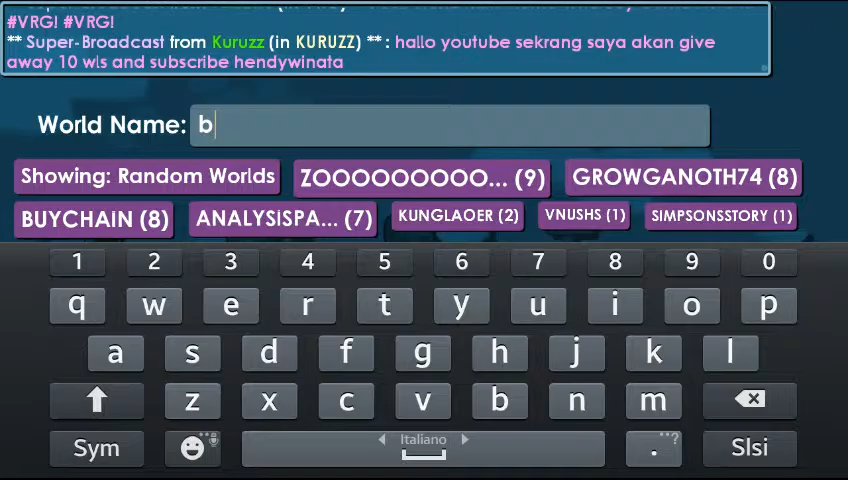 #VRG! #VRG!
** Super-Broadcast from Kuruzz (in KURUZZ) ** : hallo youtube sekrang saya akan give
away 10 wls and subscribe hendywinata
World Name: b
Showing: Random Worlds ZOOOOOOOOO... (9) GROWGANOTH74 (8)
BUYCHAIN (8) ANALYSISPA... (7) KUNGLAOER (2) VNUSHS (1) SIMPSONSSTORY (1)
1 2 3 4 5 6 7 8 9 0
q w e r t y u i o p
a s d f g h j k l
z x c v b n m
Sym Italiano . ..? Slsi